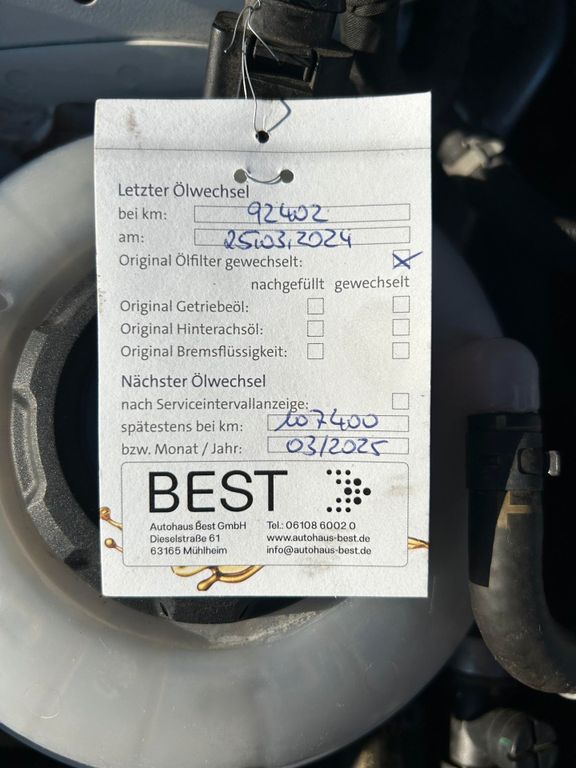 Letzter Ölwechsel
bei km: 92402
am: 25.03.2024
Original Ölfilter gewechselt:
nachgefüllt gewechselt
Original Getriebeöl:
Original Hinterachsöl:
Original Bremsflüssigkeit:
Nächster Ölwechsel
nach Serviceintervallanzeige:
spätestens bei km: 107400
bzw. Monat / Jahr: 03/2025
BEST
Autohaus Best GmbH Tel.: 06108 6002 0
Dieselstraße 61 www.autohaus-best.de
63165 Mühlheim info@autohaus-best.de